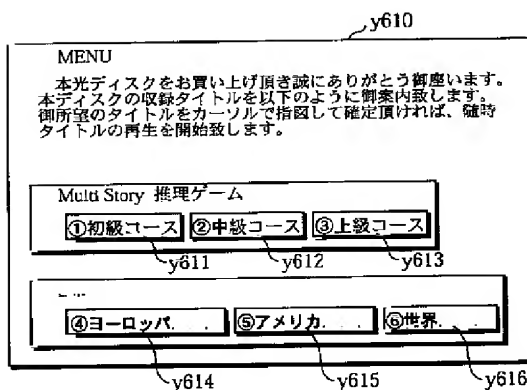 y610
MENU
本光ディスクをお買い上げ頂き誠にありがとう御座います。
本ディスクの収録タイトルを以下のように御案内致します。
御所望のタイトルをカーソルで指図して確定頂ければ、随時
タイトルの再生を開始致します。
Multi Story 推理ゲーム
①初級コース ②中級コース ③上級コース
y611 y612 y613
④ヨーロッパ. . . ⑤アメリカ. . . ⑥世界. . .
y614 y615 y616